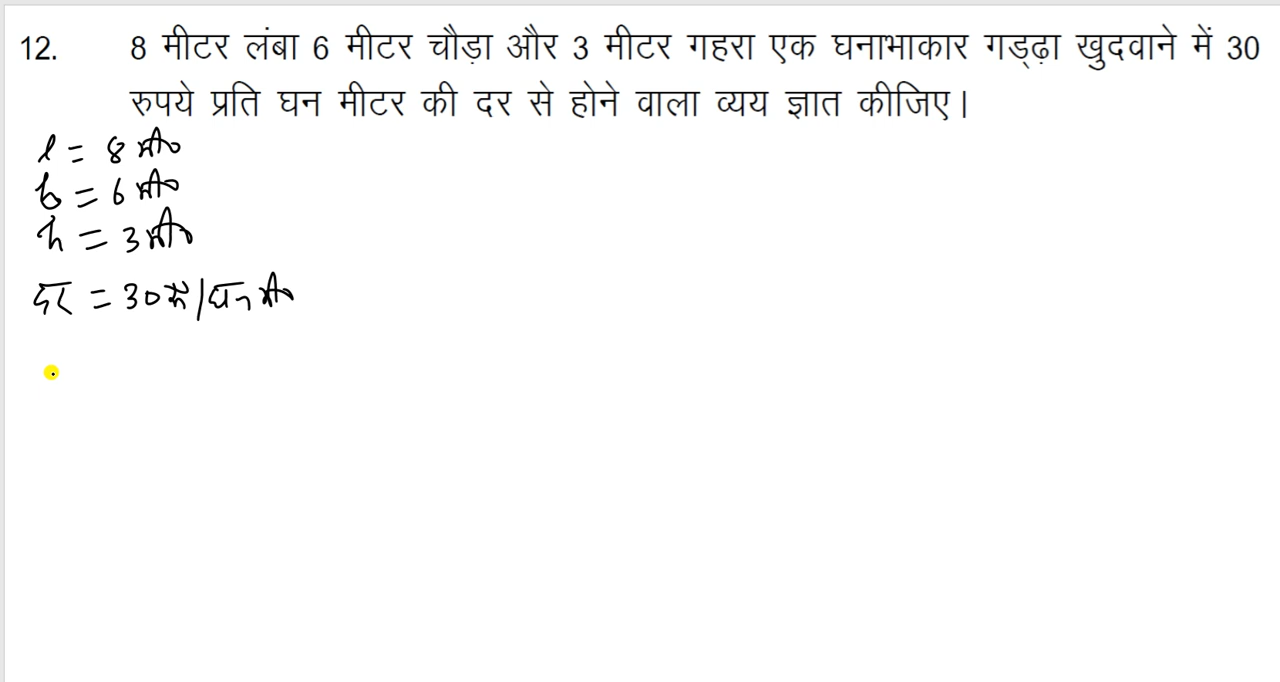 12. 8 मीटर लंबा 6 मीटर चौड़ा और 3 मीटर गहरा एक घनाभाकार गड्ढ़ा खुदवाने में 30
रुपये प्रति घन मीटर की दर से होने वाला व्यय ज्ञात कीजिए।
l = 8 मी०
b = 6 मी०
h = 3 मी०
दर = 30 रू/घन मी०